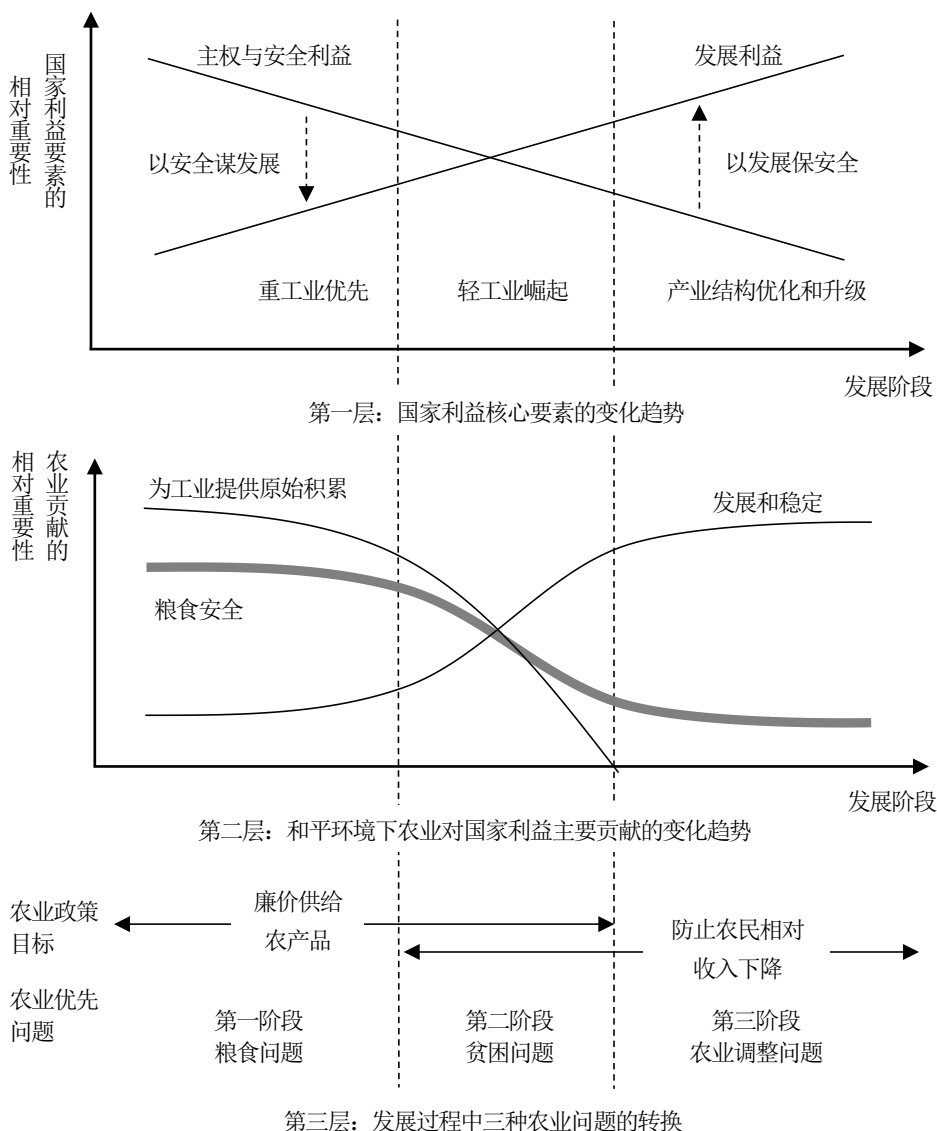 国家利益要素的
相对重要性
主权与安全利益
发展利益
以安全谋发展
以发展保安全
重工业优先
轻工业崛起
产业结构优化和升级
发展阶段
第一层：国家利益核心要素的变化趋势
农业贡献的
相对重要性
为工业提供原始积累
发展和稳定
粮食安全
发展阶段
第二层：和平环境下农业对国家利益主要贡献的变化趋势
农业政策
目标
廉价供给
农产品
防止农民相对
收入下降
农业优先
问题
第一阶段
粮食问题
第二阶段
贫困问题
第三阶段
农业调整问题
第三层：发展过程中三种农业问题的转换